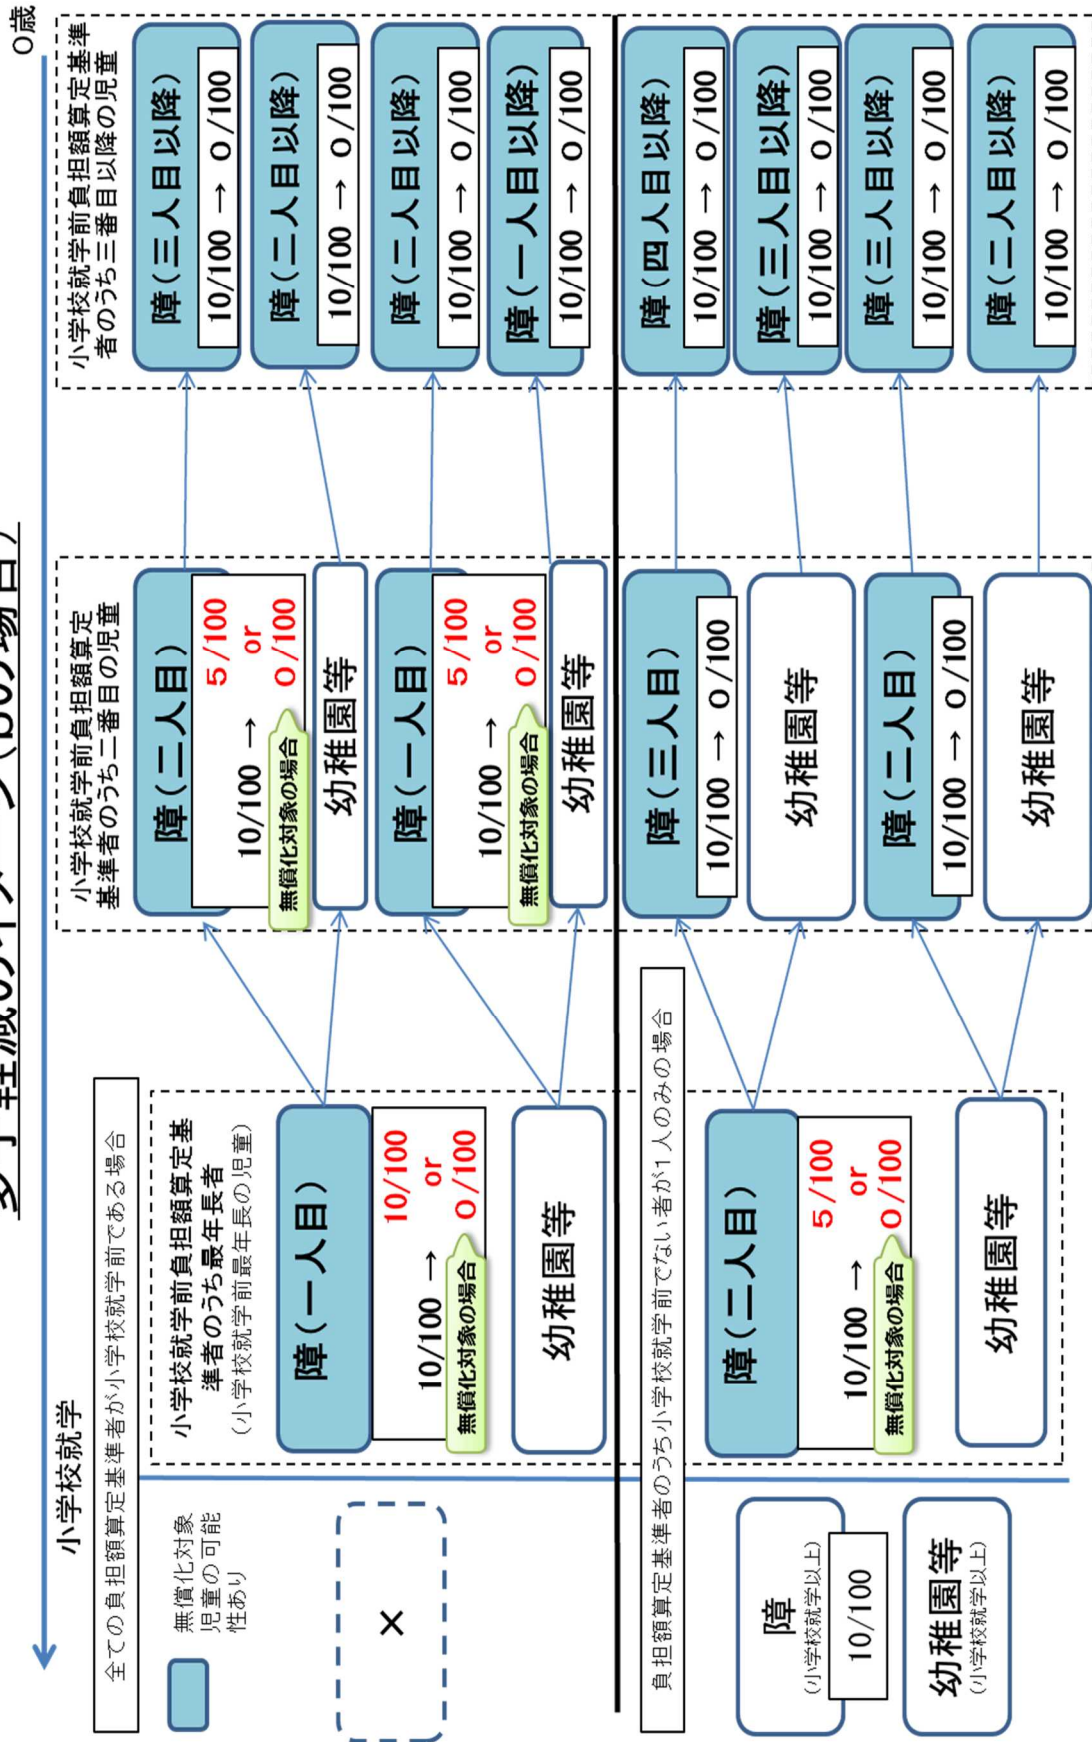 多子軽減のイメージ(bの場合)
小学校就学
0歳
全ての負担額算定基準者が小学校就学前である場合
無償化対象
児童の可能
性あり
×
小学校就学前負担額算定基
準者のうち最年長者
(小学校就学前最年長の児童)
障(一人目)
10/100 →
10/100
or
0/100
無償化対象の場合
幼稚園等
小学校就学前負担額算定
基準者のうち二番目の児童
障(二人目)
10/100 →
5/100
or
0/100
無償化対象の場合
幼稚園等
障(一人目)
10/100 →
5/100
or
0/100
無償化対象の場合
幼稚園等
小学校就学前負担額算定基準
者のうち三番目以降の児童
障(三人目以降)
10/100 → 0/100
障(二人目以降)
10/100 → 0/100
障(二人目以降)
10/100 → 0/100
障(一人目以降)
10/100 → 0/100
負担額算定基準者のうち小学校就学前でない者が1人のみの場合
障
(小学校就学以上)
10/100
幼稚園等
(小学校就学以上)
障(二人目)
10/100 →
5/100
or
0/100
無償化対象の場合
幼稚園等
障(三人目)
10/100 → 0/100
幼稚園等
障(二人目)
10/100 → 0/100
幼稚園等
障(四人目以降)
10/100 → 0/100
障(三人目以降)
10/100 → 0/100
障(三人目以降)
10/100 → 0/100
障(二人目以降)
10/100 → 0/100